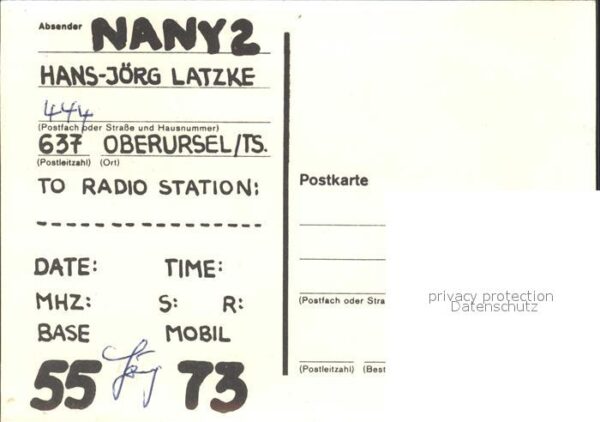 Absender NANY2
HANS-JÖRG LATZKE
444
(Postfach oder Straße und Hausnummer)
637 OBERURSEL/TS.
(Postleitzahl) (Ort)
TO RADIO STATION:
DATE: TIME:
MHZ: S: R:
BASE MOBIL
55 Jörg 73
Postkarte
(Postfach oder Stra
(Postleitzahl) (Best
privacy protection
Datenschutz